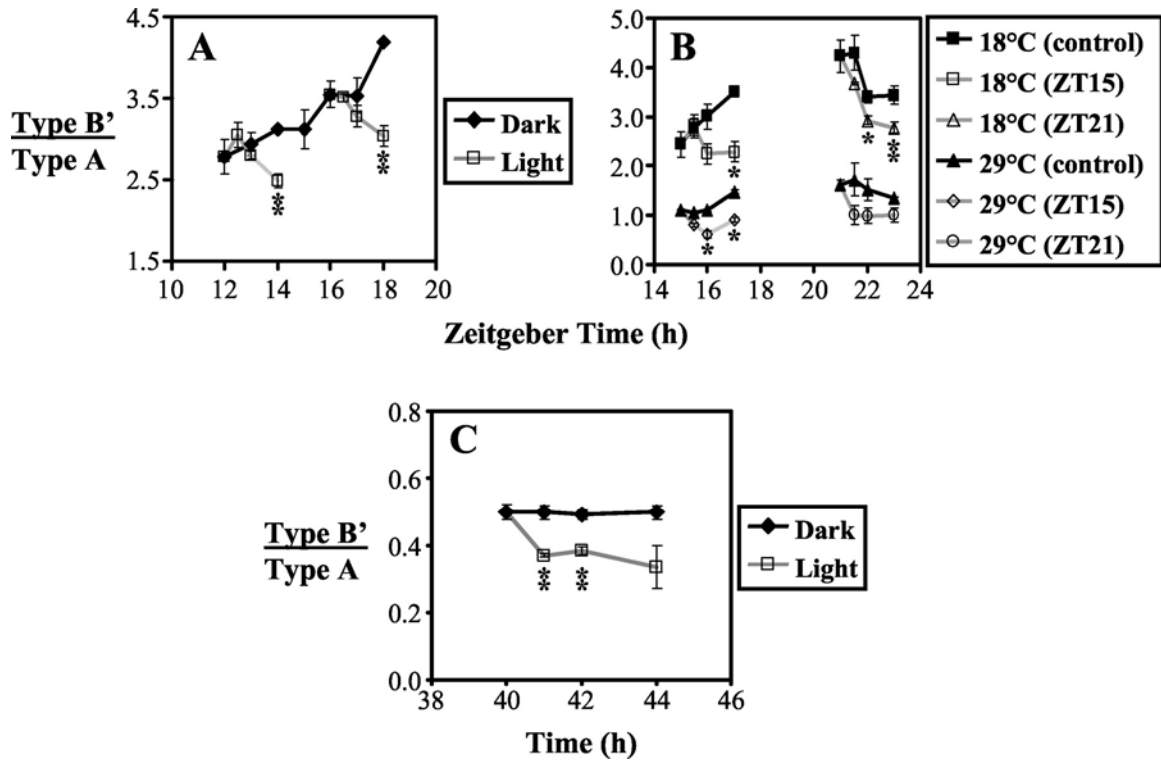 A
4.5
3.5
2.5
1.5
10 12 14 16 18 20
Type B’
Type A
Dark
Light
**
**
B
5.0
4.0
3.0
2.0
1.0
0.0
14 16 18 20 22 24
*
*
**
*
*
18°C (control)
18°C (ZT15)
18°C (ZT21)
29°C (control)
29°C (ZT15)
29°C (ZT21)
Zeitgeber Time (h)
C
0.8
0.6
0.4
0.2
0.0
38 40 42 44 46
Type B’
Type A
** **
Dark
Light
Time (h)